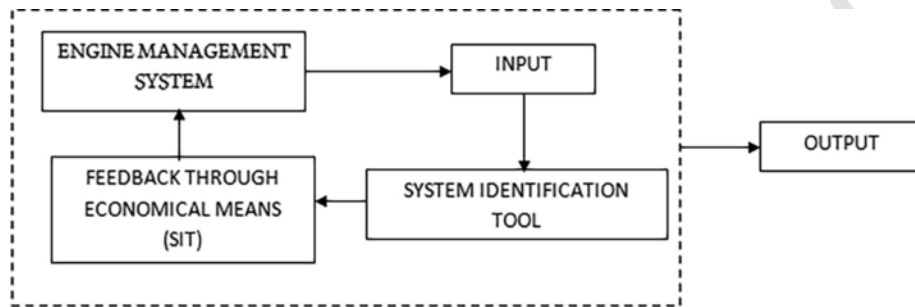 ENGINE MANAGEMENT
SYSTEM
INPUT
OUTPUT
FEEDBACK THROUGH
ECONOMICAL MEANS
(SIT)
SYSTEM IDENTIFICATION
TOOL